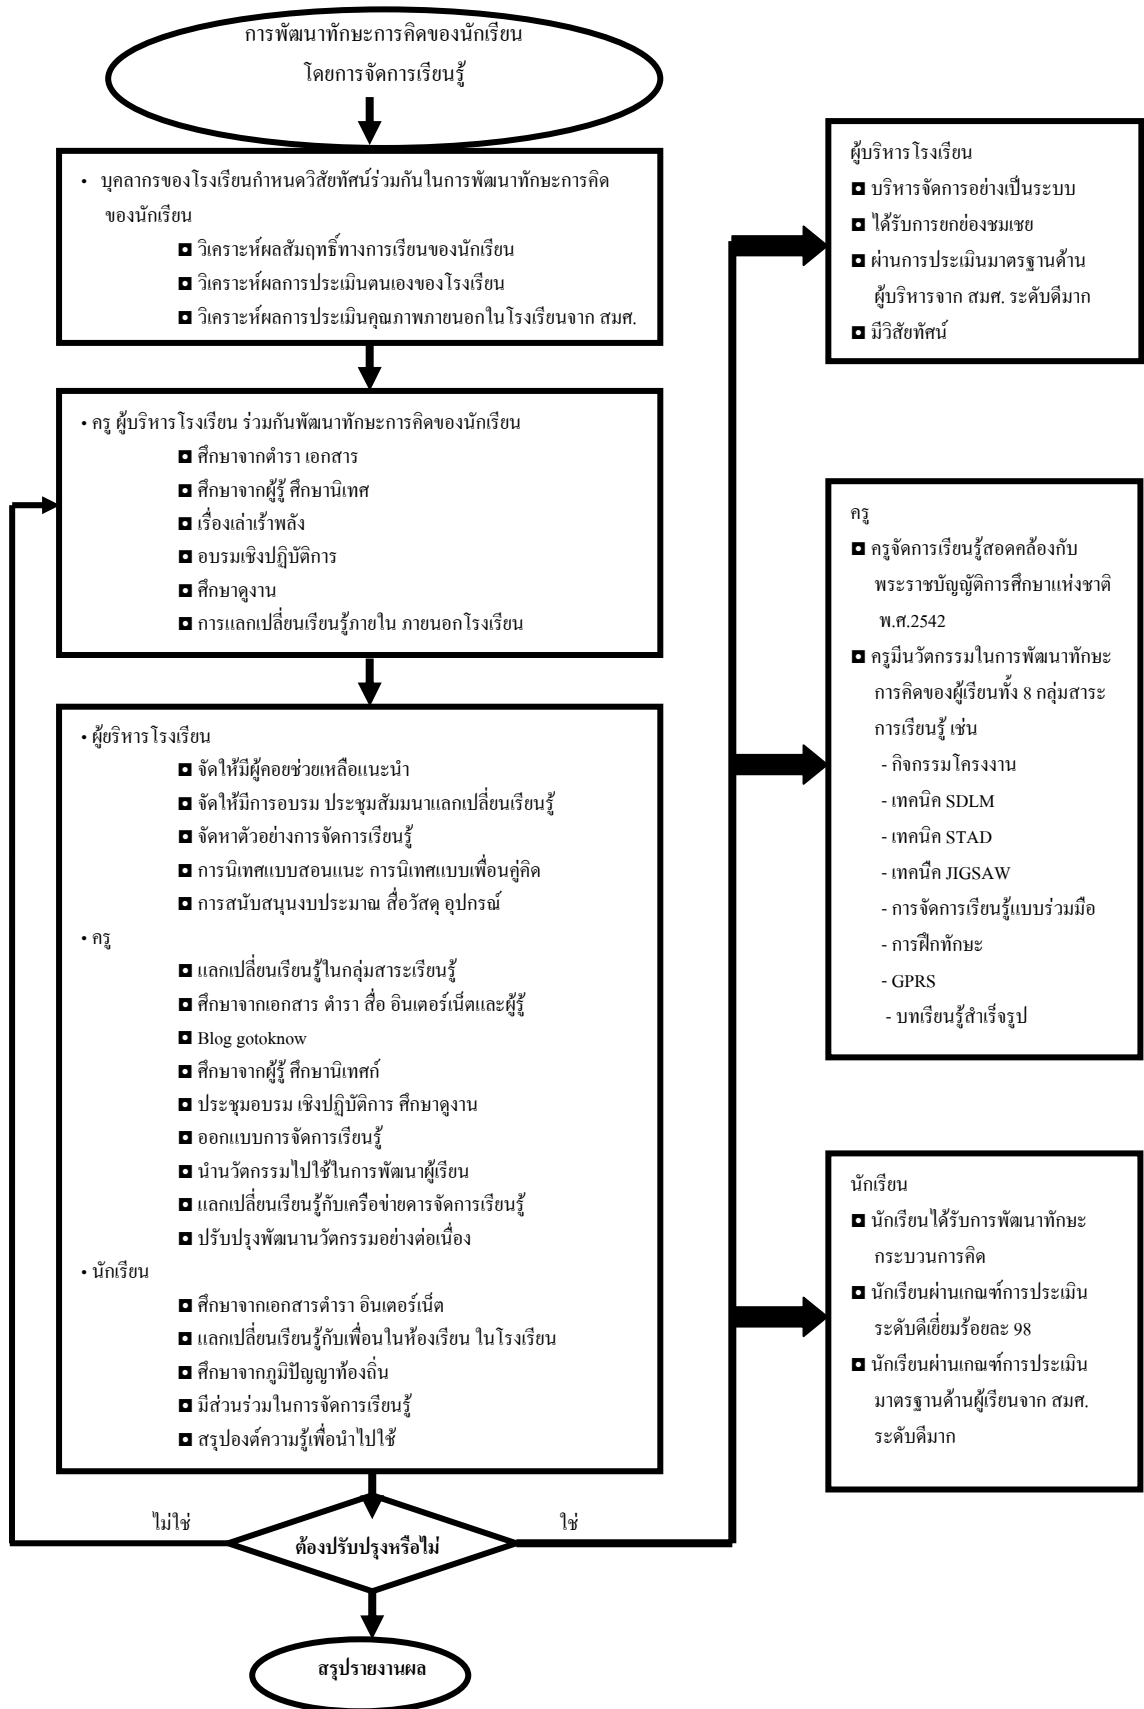 การพัฒนาทักษะการคิดของนักเรียน
โดยการจัดการเรียนรู้
• บุคลากรของโรงเรียนกำหนดวิสัยทัศน์ร่วมกันในการพัฒนาทักษะการคิด
ของนักเรียน
◘ วิเคราะห์ผลสัมฤทธิ์ทางการเรียนของนักเรียน
◘ วิเคราะห์ผลการประเมินตนเองของโรงเรียน
◘ วิเคราะห์ผลการประเมินคุณภาพภายนอกในโรงเรียนจาก สมศ.
• ครู ผู้บริหารโรงเรียน ร่วมกันพัฒนาทักษะการคิดของนักเรียน
◘ ศึกษาจากตำรา เอกสาร
◘ ศึกษาจากผู้รู้ ศึกษานิเทศ
◘ เรื่องเล่าเร้าพลัง
◘ อบรมเชิงปฏิบัติการ
◘ ศึกษาดูงาน
◘ การแลกเปลี่ยนเรียนรู้ภายใน ภายนอกโรงเรียน
• ผู้ยริหารโรงเรียน
◘ จัดให้มีผู้คอยช่วยเหลือแนะนำ
◘ จัดให้มีการอบรม ประชุมสัมมนาแลกเปลี่ยนเรียนรู้
◘ จัดหาตัวอย่างการจัดการเรียนรู้
◘ การนิเทศแบบสอนแนะ การนิเทศแบบเพื่อนคู่คิด
◘ การสนับสนุนงบประมาณ สื่อวัสดุ อุปกรณ์
• ครู
◘ แลกเปลี่ยนเรียนรู้ในกลุ่มสาระเรียนรู้
◘ ศึกษาจากเอกสาร ตำรา สื่อ อินเตอร์เน็ตและผู้รู้
◘ Blog gotoknow
◘ ศึกษาจากผู้รู้ ศึกษานิเทศก์
◘ ประชุมอบรม เชิงปฏิบัติการ ศึกษาดูงาน
◘ ออกแบบการจัดการเรียนรู้
◘ นำนวัตกรรมไปใช้ในการพัฒนาผู้เรียน
◘ แลกเปลี่ยนเรียนรู้กับเครือข่ายดารจัดการเรียนรู้
◘ ปรับปรุงพัฒนานวัตกรรมอย่างต่อเนื่อง
• นักเรียน
◘ ศึกษาจากเอกสารตำรา อินเตอร์เน็ต
◘ แลกเปลี่ยนเรียนรู้กับเพื่อนในห้องเรียน ในโรงเรียน
◘ ศึกษาจากภูมิปัญญาท้องถิ่น
◘ มีส่วนร่วมในการจัดการเรียนรู้
◘ สรุปองต์ความรู้เพื่อนำไปใช้
ไม่ใช่
ต้องปรับปรุงหรือไม่
ใช่
สรุปรายงานผล
ผู้บริหารโรงเรียน
◘ บริหารจัดการอย่างเป็นระบบ
◘ ได้รับการยกย่องชมเชย
◘ ผ่านการประเมินมาตรฐานด้าน
ผู้บริหารจาก สมศ. ระดับดีมาก
◘ มีวิสัยทัศน์
ครู
◘ ครูจัดการเรียนรู้สอดคล้องกับ
พระราชบัญญัติการศึกษาแห่งชาติ
พ.ศ.2542
◘ ครูมีนวัตกรรมในการพัฒนาทักษะ
การคิดของผู้เรียนทั้ง 8 กลุ่มสาระ
การเรียนรู้ เช่น
- กิจกรรมโครงงาน
- เทคนิค SDLM
- เทคนิค STAD
- เทคนืค JIGSAW
- การจัดการเรียนรู้แบบร่วมมือ
- การฝึกทักษะ
- GPRS
- บทเรียนรู้สำเร็จรูป
นักเรียน
◘ นักเรียนได้รับการพัฒนาทักษะ
กระบวนการคิด
◘ นักเรียนผ่านเกณฑ์การประเมิน
ระดับดีเยี่ยมร้อยละ 98
◘ นักเรียนผ่านเกณฑ์การประเมิน
มาตรฐานด้านผู้เรียนจาก สมศ.
ระดับดีมาก